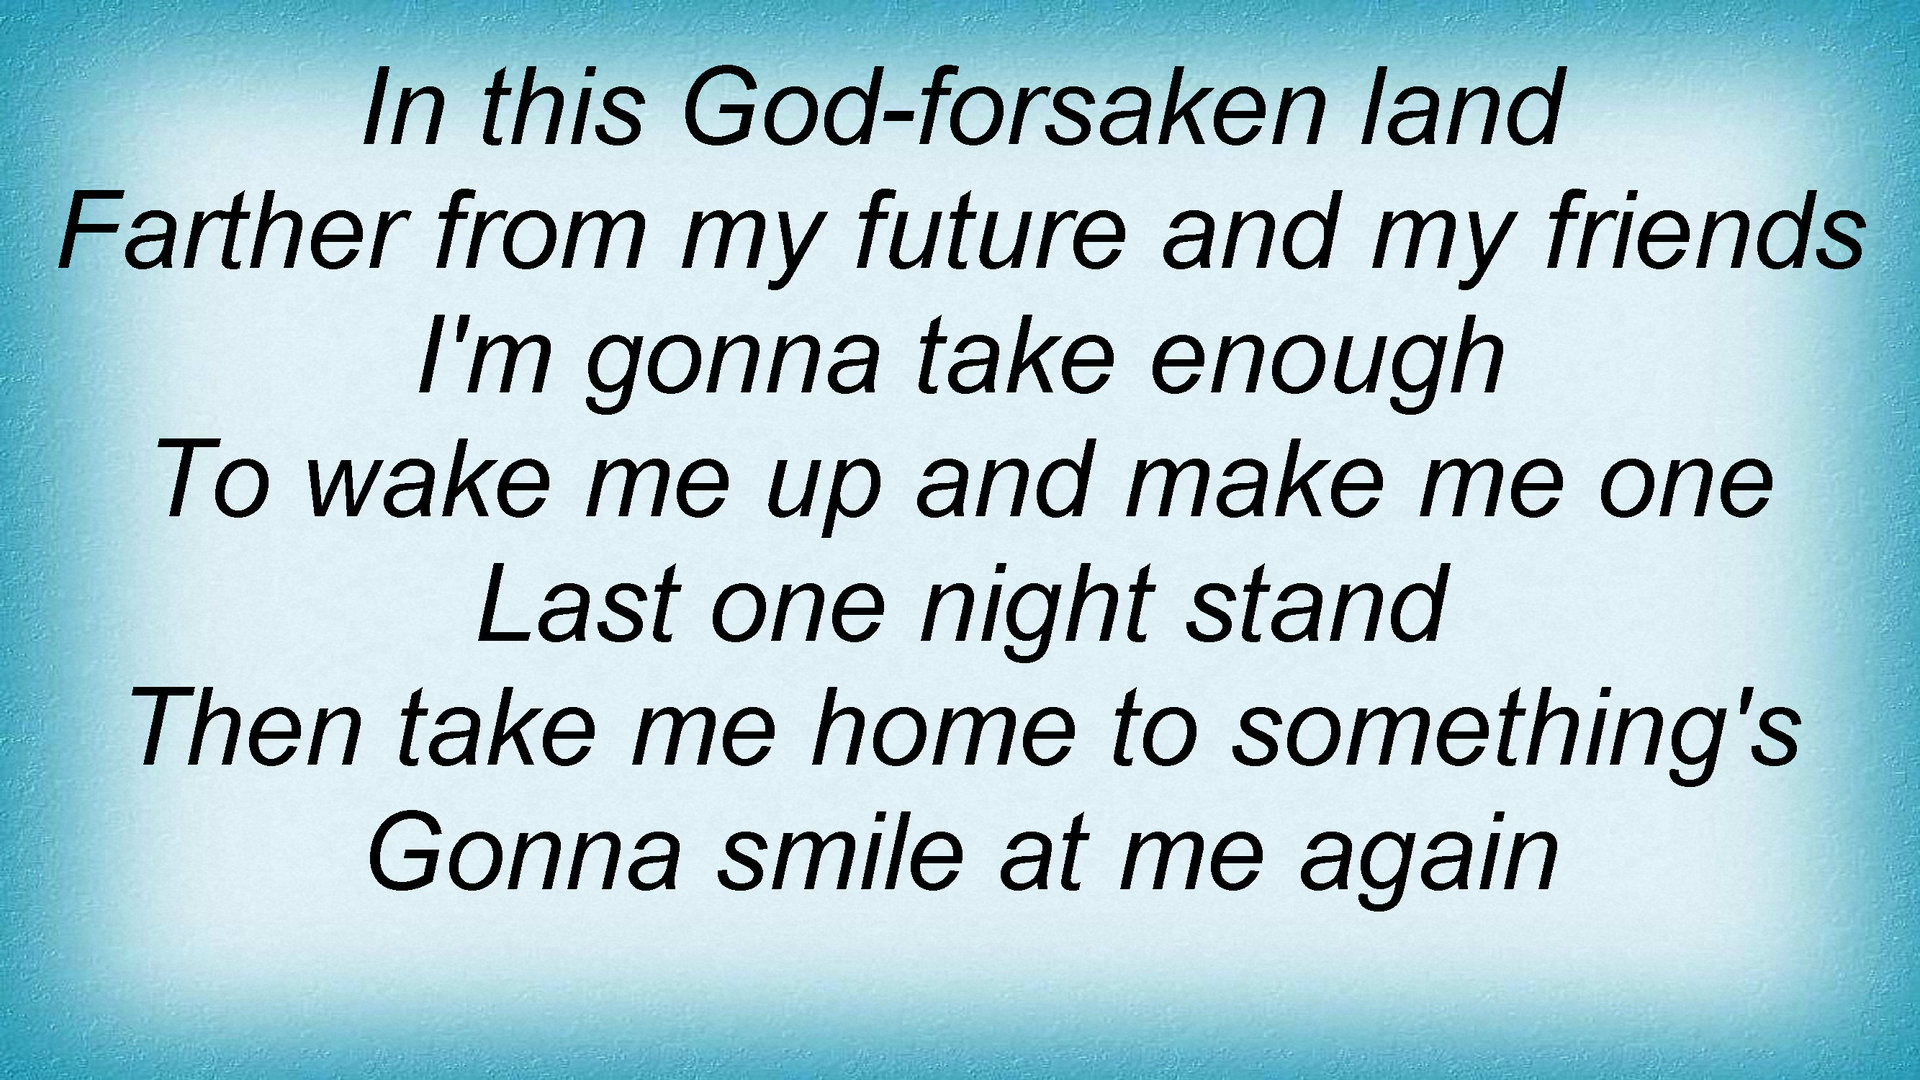 In this God-forsaken land
Farther from my future and my friends
I'm gonna take enough
To wake me up and make me one
Last one night stand
Then take me home to something's
Gonna smile at me again